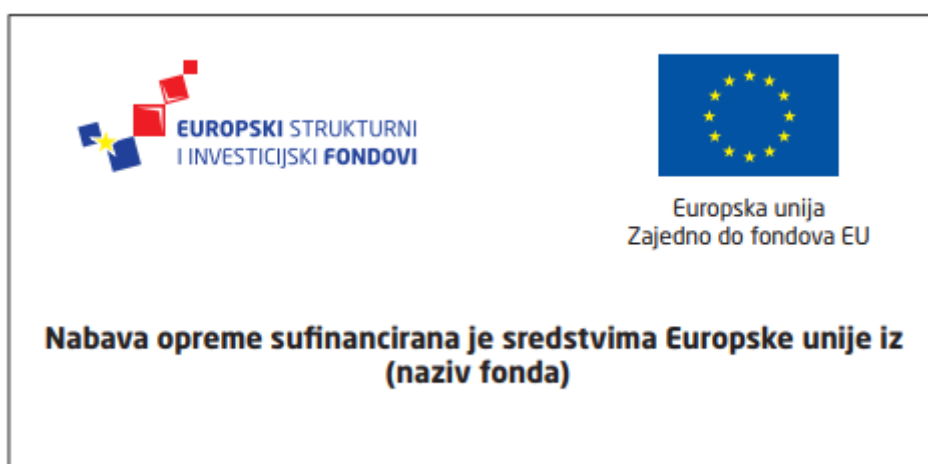 EUROPSKI STRUKTURNI
I INVESTICIJSKI FONDOVI
Europska unija
Zajedno do fondova EU
Nabava opreme sufinancirana je sredstvima Europske unije iz
(naziv fonda)